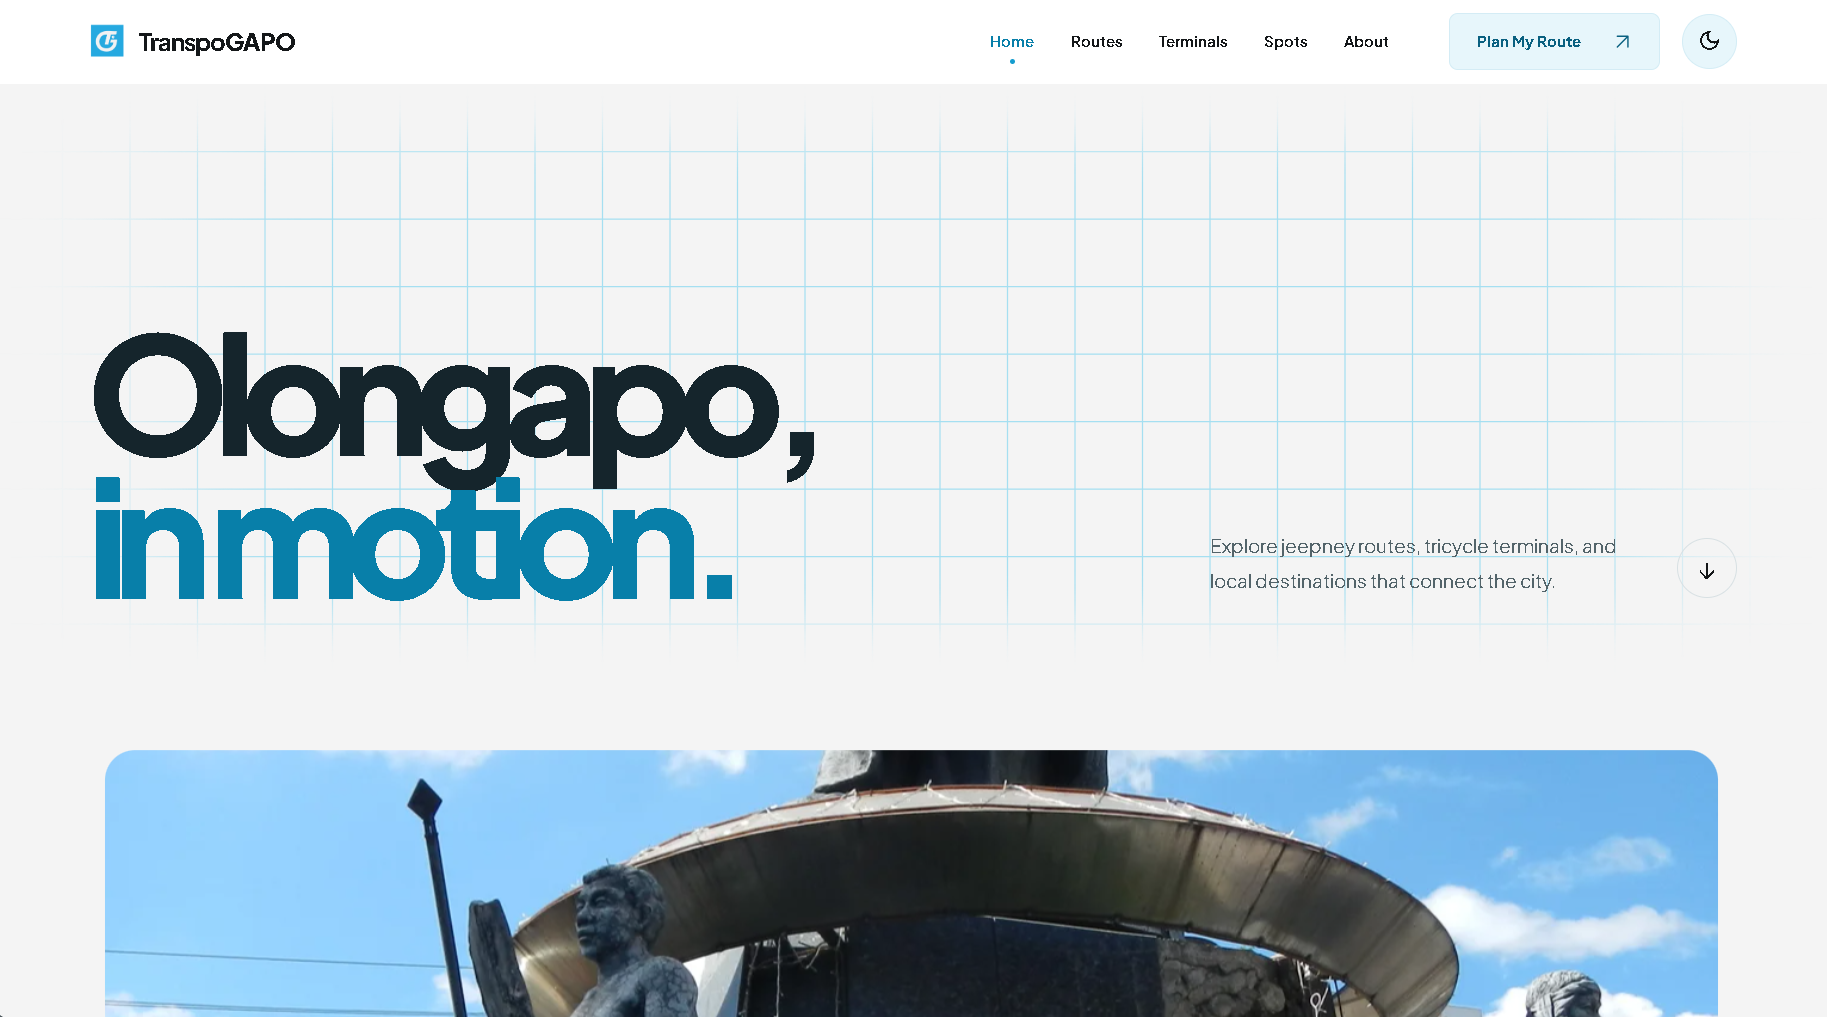 TranspoGAPO
Home
Routes
Terminals
Spots
About
Plan My Route
Olongapo,
in motion.
Explore jeepney routes, tricycle terminals, and
local destinations that connect the city.